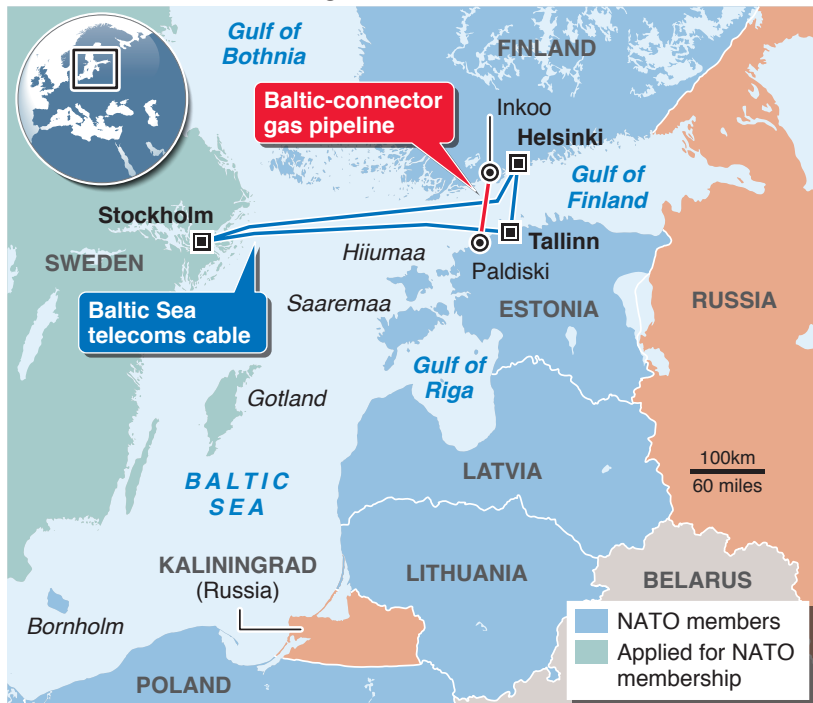 Gulf of
Bothnia
FINLAND
Baltic-connector
gas pipeline
Inkoo
Helsinki
Gulf of
Finland
Stockholm
SWEDEN
Hiiumaa
Tallinn
Paldiski
Baltic Sea
telecoms cable
Saaremaa
ESTONIA
RUSSIA
Gulf of
Riga
Gotland
100km
60 miles
LATVIA
BALTIC
SEA
KALININGRAD
(Russia)
LITHUANIA
BELARUS
Bornholm
NATO members
Applied for NATO
membership
POLAND